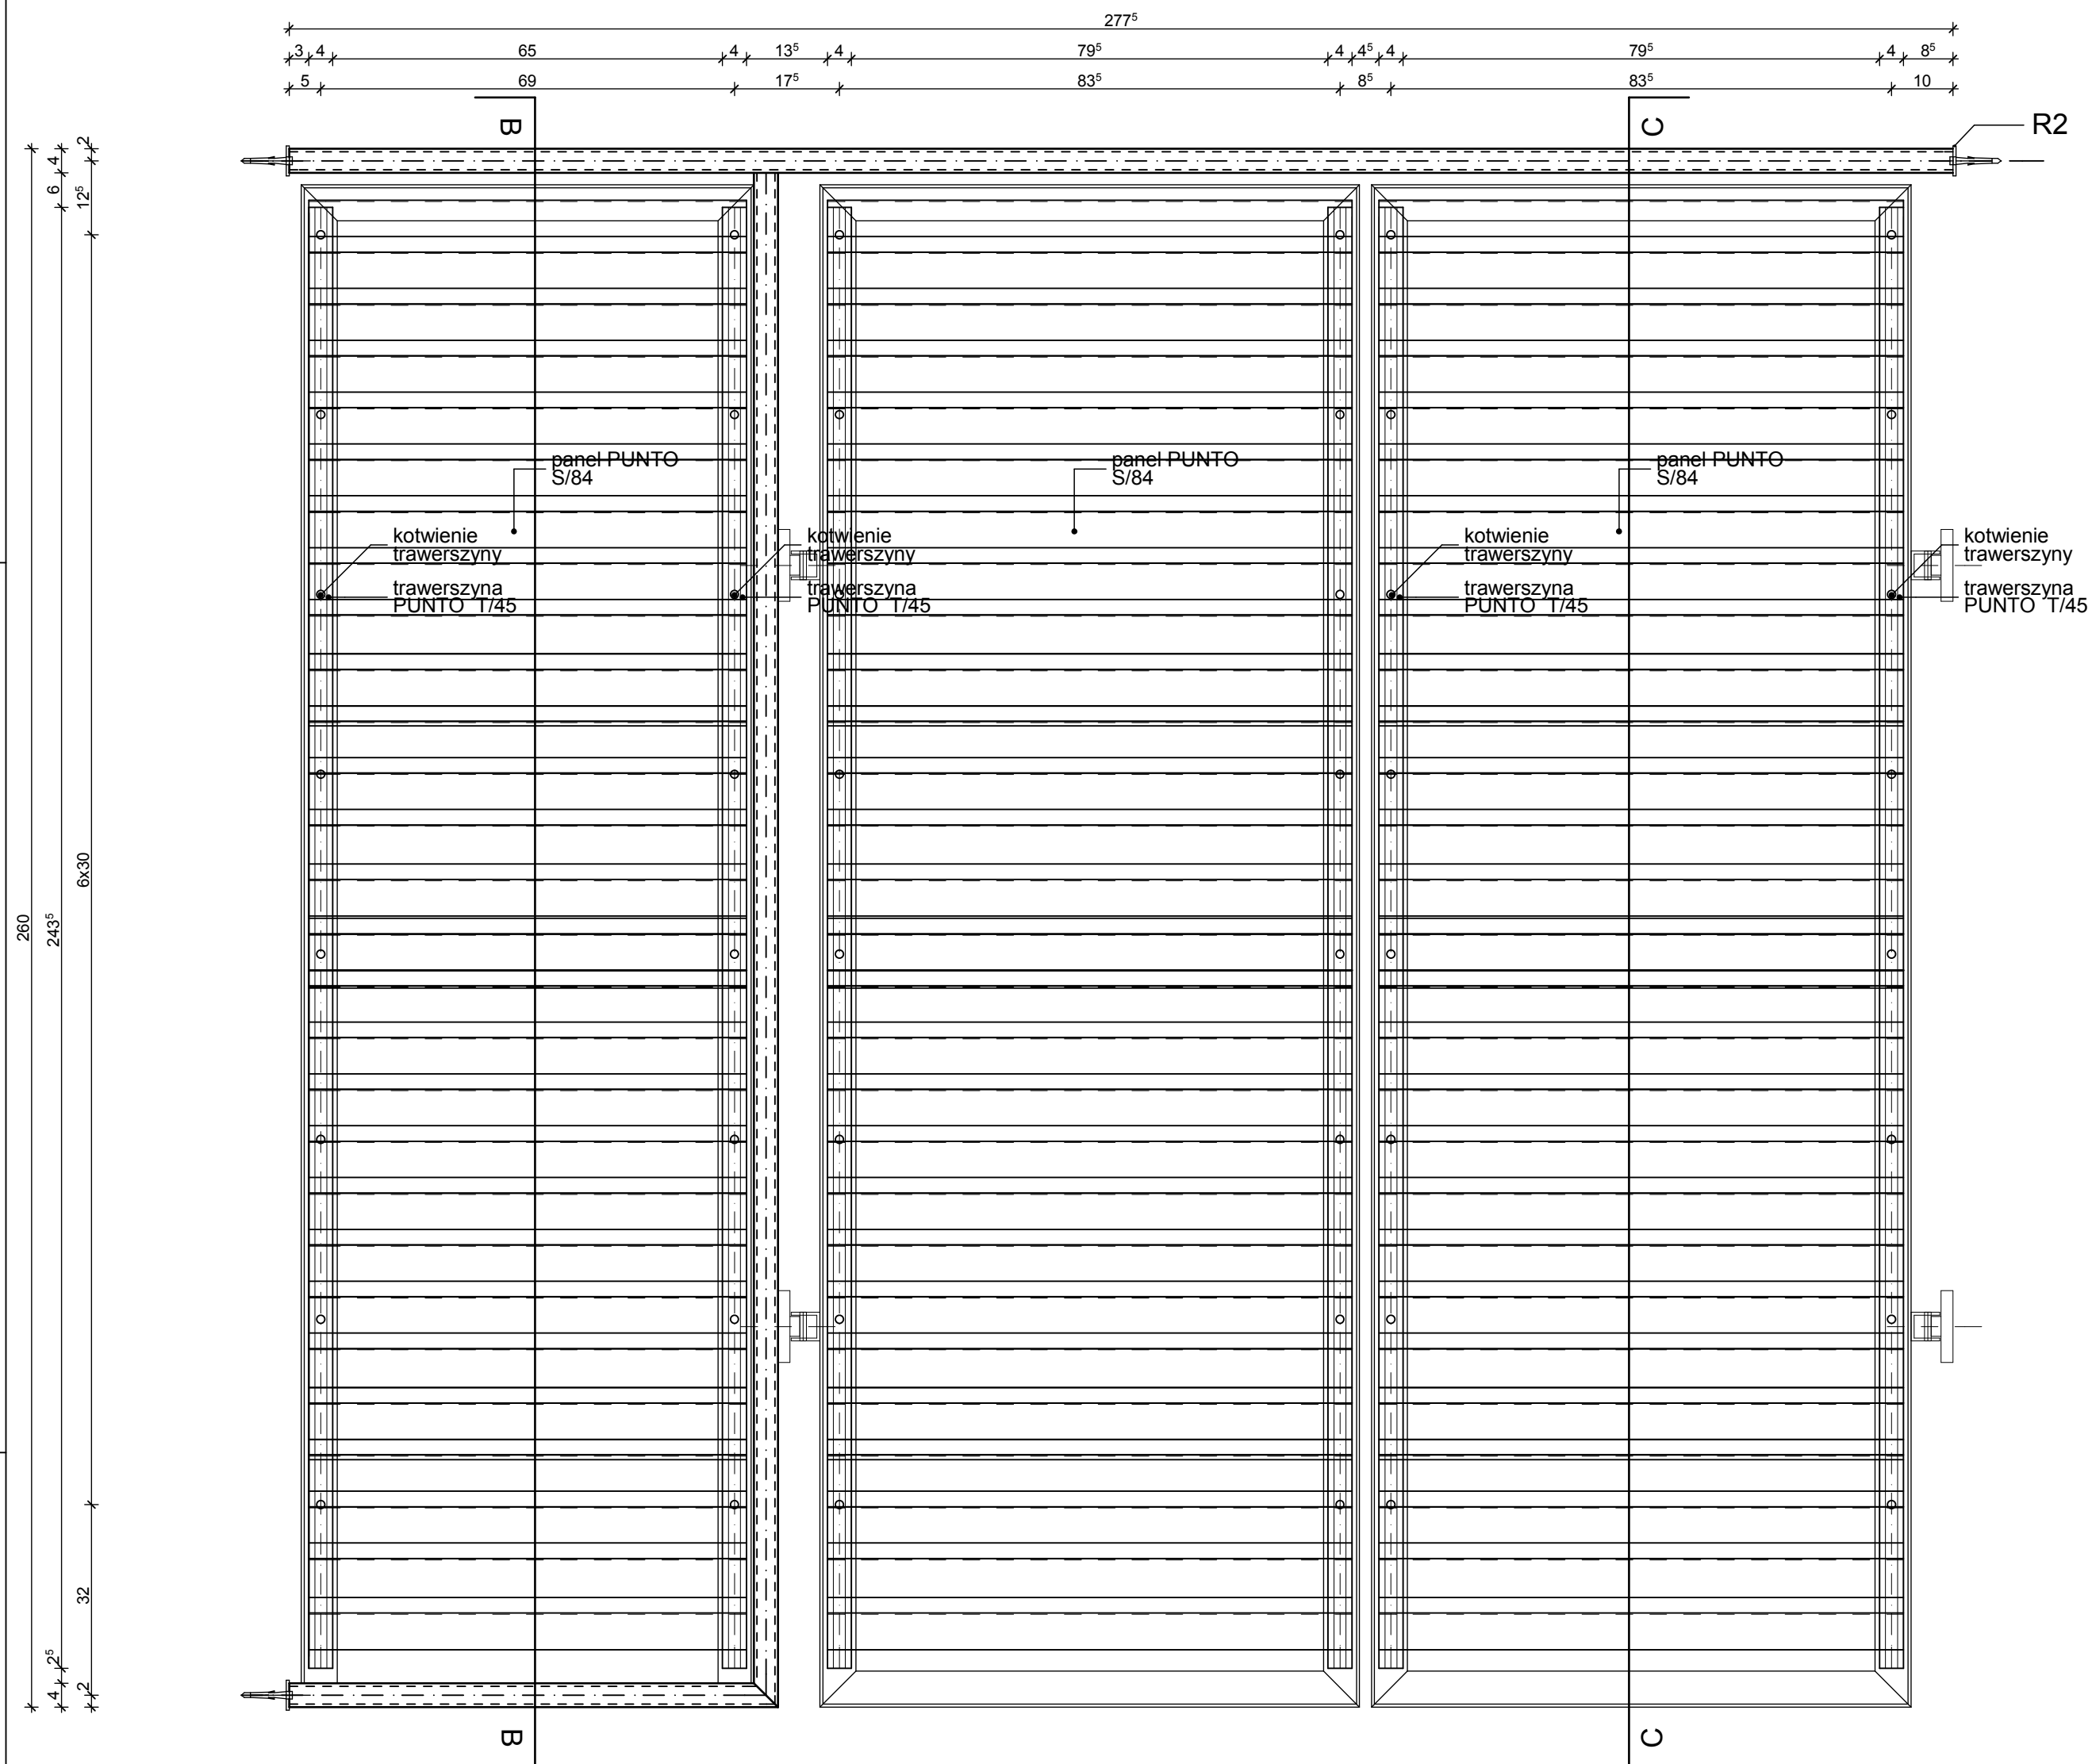 277⁵
3 4 65 4 13⁵ 4 79⁵ 4 4⁵ 4 79⁵ 4 8⁵
5 69 17⁵ 83⁵ 8⁵ 83⁵ 10
B
C
R2
2
4
6
12⁵
panel PUNTO
S/84
panel PUNTO
S/84
panel PUNTO
S/84
kotwienie
trawerszyny
trawerszyna
PUNTO T/45
kotwienie
trawerszyny
trawerszyna
PUNTO T/45
kotwienie
trawerszyny
trawerszyna
PUNTO T/45
kotwienie
trawerszyny
trawerszyna
PUNTO T/45
260
243⁵
6x30
32
2⁵
2
4
B
C